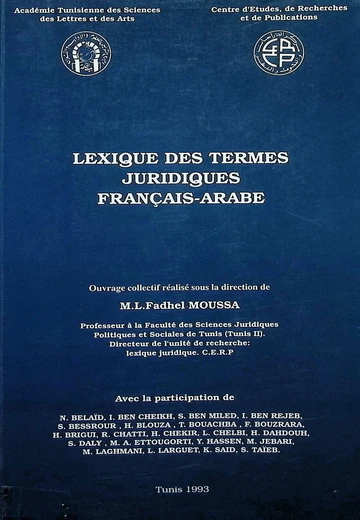 Académie Tunisienne des Sciences
des Lettres et des Arts
Centre d'Etudes, de Recherches
et de Publications
LEXIQUE DES TERMES
JURIDIQUES
FRANÇAIS-ARABE
Ouvrage collectif réalisé sous la direction de
M.L.Fadhel MOUSSA
Professeur à la Faculté des Sciences Juridiques
Politiques et Sociales de Tunis (Tunis II).
Directeur de l'unité de recherche:
lexique juridique. C.E.R.P
Avec la participation de
N. BELAÏD, I. BEN CHEIKH, S. BEN MILED, I. BEN REJEB,
S. BESSROUR , H. BLOUZA , T. BOUACHBA , F. BOUZRARA,
H. BRIGUI, R. CHATTI, H. CHEKIR, L. CHELBI, H. DAHDOUH,
S. DALY , M. A. ETTOUGORTI, Y. HASSEN, M. JEBARI,
M. LAGHMANI, L. LARGUET, K. SAID, S. TAÏEB.
Tunis 1993